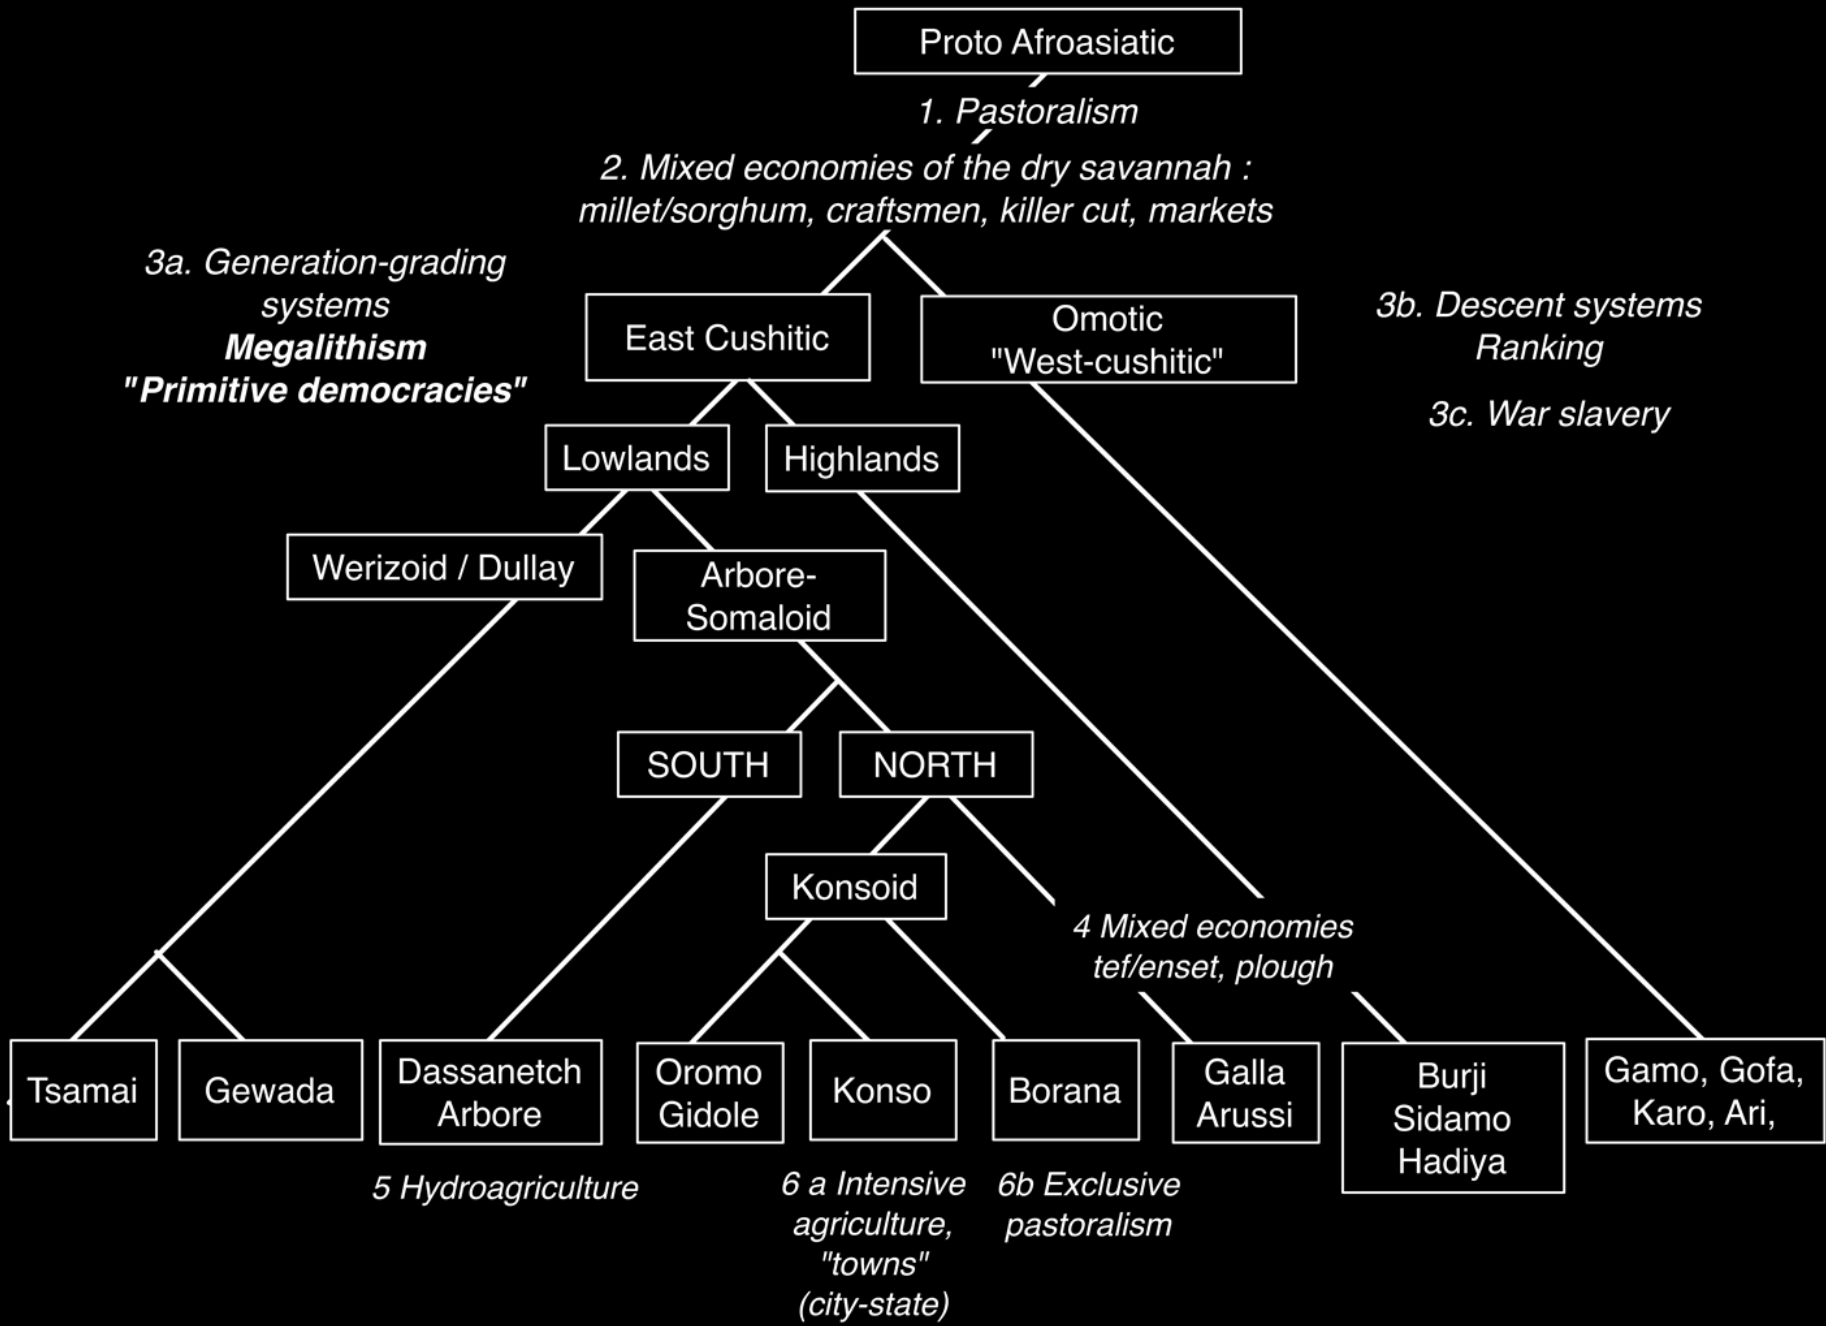 Proto Afroasiatic
1. Pastoralism
2. Mixed economies of the dry savannah :
millet/sorghum, craftsmen, killer cut, markets
3a. Generation-grading
systems
Megalithism
"Primitive democracies"
East Cushitic
Omotic
"West-cushitic"
3b. Descent systems
Ranking
3c. War slavery
Lowlands
Highlands
Werizoid / Dullay
Arbore-
Somaloid
SOUTH
NORTH
Konsoid
4 Mixed economies
tef/enset, plough
Tsamai
Gewada
Dassanetch
Arbore
Oromo
Gidole
Konso
Borana
Galla
Arussi
Burji
Sidamo
Hadiya
Gamo, Gofa,
Karo, Ari,
5 Hydroagriculture
6 a Intensive
agriculture,
"towns"
(city-state)
6b Exclusive
pastoralism